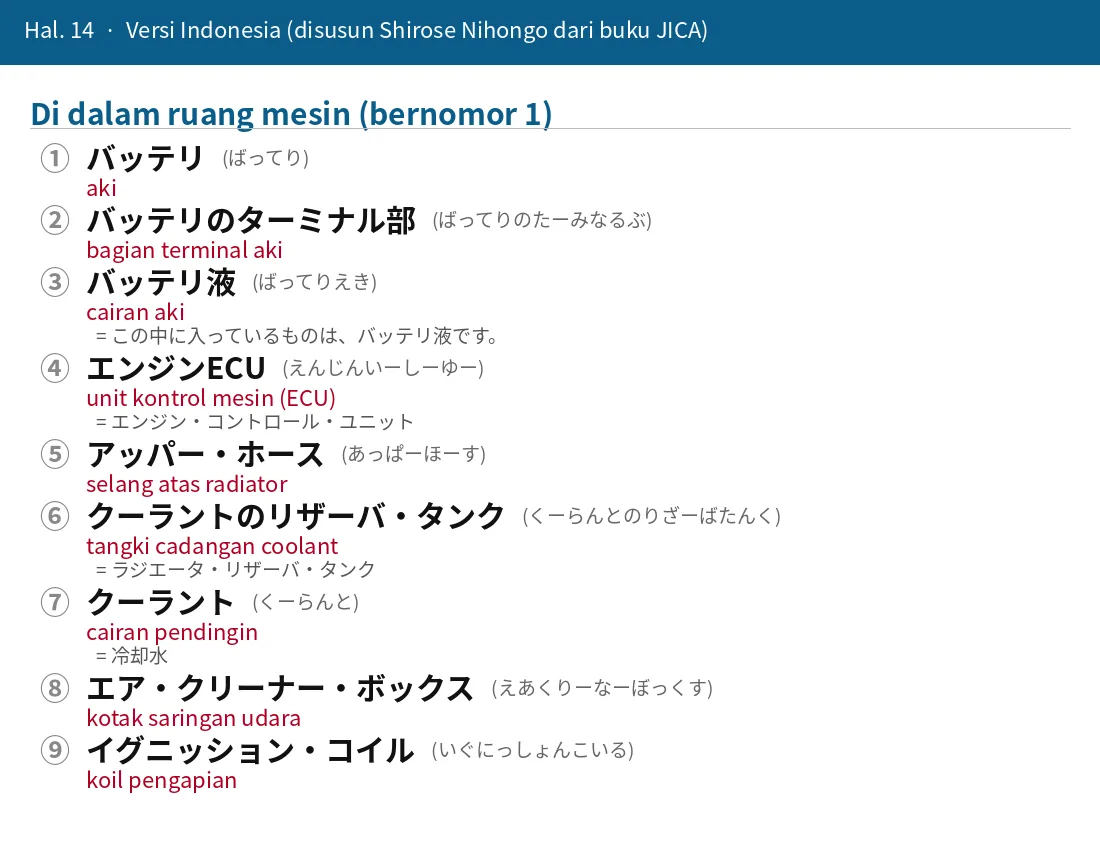 Hal. 14 · Versi Indonesia (disusun Shirose Nihongo dari buku JICA)
Di dalam ruang mesin (bernomor 1)
① バッテリ (ばってり)
aki
② バッテリのターミナル部 (ばってりのたーみなるぶ)
bagian terminal aki
③ バッテリ液 (ばってりえき)
cairan aki
= この中に入っているものは、バッテリ液です。
④ エンジンECU (えんじんいーしーゆー)
unit kontrol mesin (ECU)
= エンジン・コントロール・ユニット
⑤ アッパー・ホース (あっぱーほーす)
selang atas radiator
⑥ クーラントのリザーバ・タンク (くーらんとのりざーばたんく)
tangki cadangan coolant
= ラジエータ・リザーバ・タンク
⑦ クーラント (くーらんと)
cairan pendingin
= 冷却水
⑧ エア・クリーナー・ボックス (えあくりーなーぼっくす)
kotak saringan udara
⑨ イグニッション・コイル (いぐにっしょんこいる)
koil pengapian